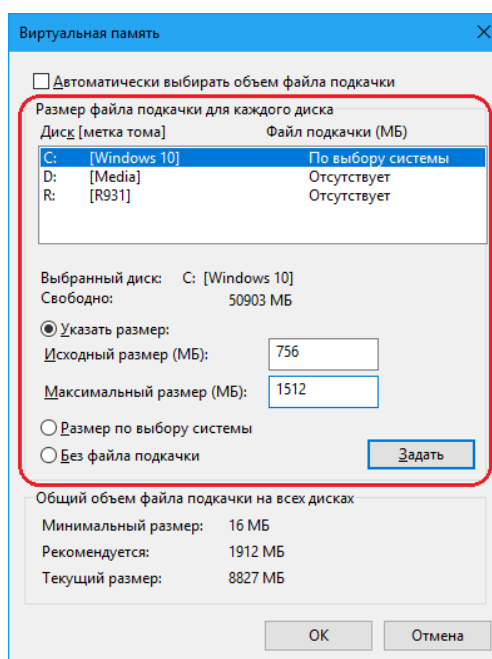 Виртуальная память
Автоматически выбирать объем файла подкачки
Размер файла подкачки для каждого диска
Диск [метка тома] Файл подкачки (МБ)
C: [Windows 10] По выбору системы
D: [Media] Отсутствует
R: [R931] Отсутствует
Выбранный диск: C: [Windows 10]
Свободно: 50903 МБ
Указать размер:
Исходный размер (МБ): 756
Максимальный размер (МБ): 1512
Размер по выбору системы
Без файла подкачки Задать
Общий объем файла подкачки на всех дисках
Минимальный размер: 16 МБ
Рекомендуется: 1912 МБ
Текущий размер: 8827 МБ
ОК Отмена